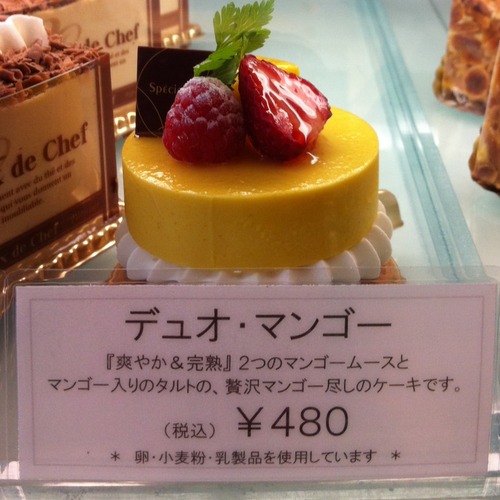 de Chef
Spéci
x de Chef
デュオ・マンゴー
『爽やか＆完熟』2つのマンゴームースと
マンゴー入りのタルトの、贅沢マンゴー尽しのケーキです。
（税込） ￥480
＊ 卵・小麦粉・乳製品を使用しています ＊